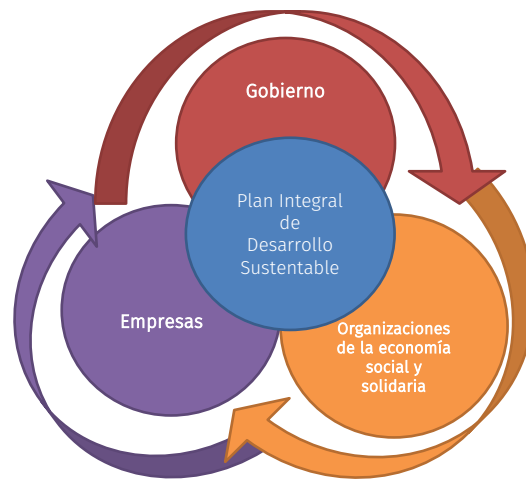 Gobierno
Plan Integral
de
Desarrollo
Sustentable
Empresas
Organizaciones
de la economía
social y
solidaria